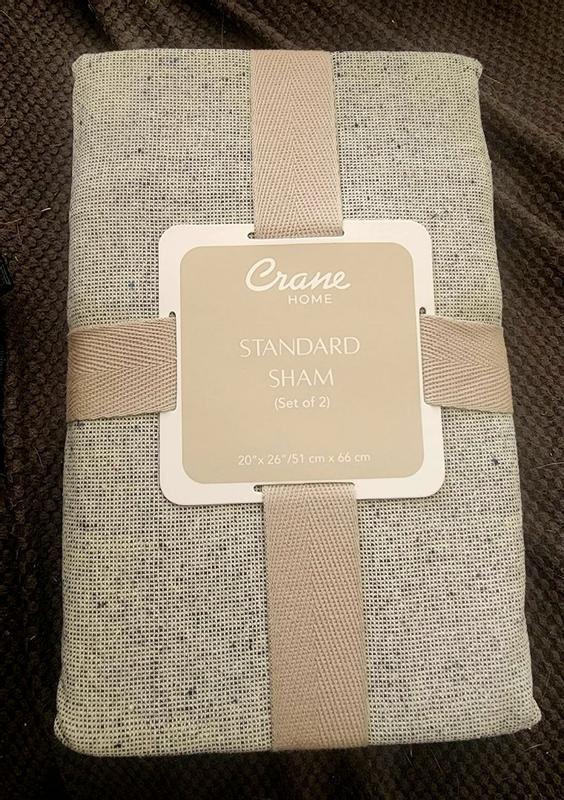 Crane
HOME
STANDARD
SHAM
(Set of 2)
20"x 26"/51 cm x 66 cm